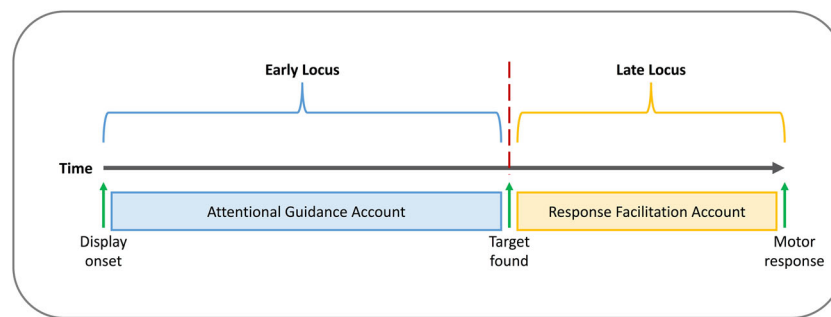 Early Locus
Late Locus
Time
Attentional Guidance Account
Response Facilitation Account
Display
onset
Target
found
Motor
response